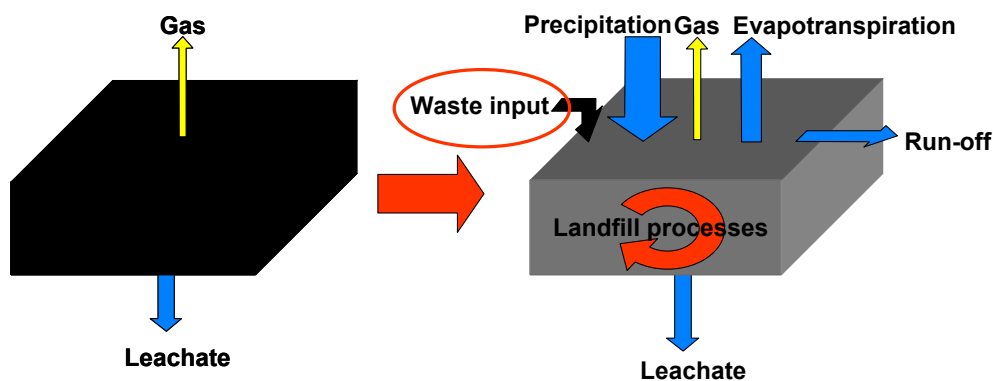 Gas
Leachate
Precipitation Gas Evapotranspiration
Waste input
Run-off
Landfill processes
Leachate